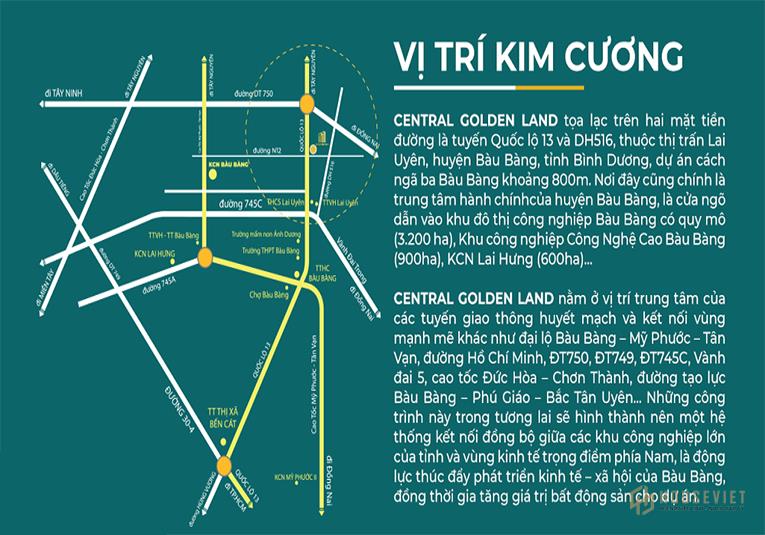 VỊ TRÍ KIM CƯƠNG
CENTRAL GOLDEN LAND tọa lạc trên hai mặt tiền
đường là tuyến Quốc lộ 13 và DH516, thuộc thị trấn Lai
Uyên, huyện Bàu Bàng, tỉnh Bình Dương, dự án cách
ngã ba Bàu Bàng khoảng 800m. Nơi đây cũng chính là
trung tâm hành chínhcủa huyện Bàu Bàng, là cửa ngõ
dẫn vào khu đô thị công nghiệp Bàu Bàng có quy mô
(3.200 ha), Khu công nghiệp Công Nghệ Cao Bàu Bàng
(900ha), KCN Lai Hưng (600ha)...
CENTRAL GOLDEN LAND nằm ở vị trí trung tâm của
các tuyến giao thông huyết mạch và kết nối vùng
mạnh mẽ khác như đại lộ Bàu Bàng – Mỹ Phước – Tân
Vạn, đường Hồ Chí Minh, ĐT750, ĐT749, ĐT745C, Vành
đai 5, cao tốc Đức Hòa – Chơn Thành, đường tạo lực
Bàu Bàng – Phú Giáo – Bắc Tân Uyên... Những công
trình này trong tương lai sẽ hình thành nên một hệ
thống kết nối đồng bộ giữa các khu công nghiệp lớn
của tỉnh và vùng kinh tế trọng điểm phía Nam, là động
lực thúc đẩy phát triển kinh tế – xã hội của Bàu Bàng,
đồng thời gia tăng giá trị bất động sản cho dự án.
đi TÂY NGUYÊN
đi TÂY NGUYÊN
đi TÂY NGUYÊN
đi TÂY NINH
đường DT 750
Cao Tốc Đức Hòa - Chơn Thành
QUỐC LỘ 13
đi ĐỒNG NAI
đường N12
KCN BÀU BÀNG
đi DẦU TIẾNG
đường 745C
THCS Lai Uyên
TTVH Lai Uyên
TTVH - TT Bàu Bàng
Trường mầm non Ánh Dương
Trường THPT Bàu Bàng
KCN LAI HƯNG
đường DT 749
đi MIỀN TÂY
đường 745A
TTHC
BÀU BÀNG
Chợ Bàu Bàng
Vành Đai Trong
đi Đồng Nai
QUỐC LỘ 13
Cao Tốc Mỹ Phước - Tân Vạn
ĐƯỜNG 30-4
TT THỊ XÃ
BẾN CÁT
KCN MỸ PHƯỚC II
đi Đồng Nai
QUỐC LỘ 13
đi TP.HCM
đường HÙNG VƯƠNG